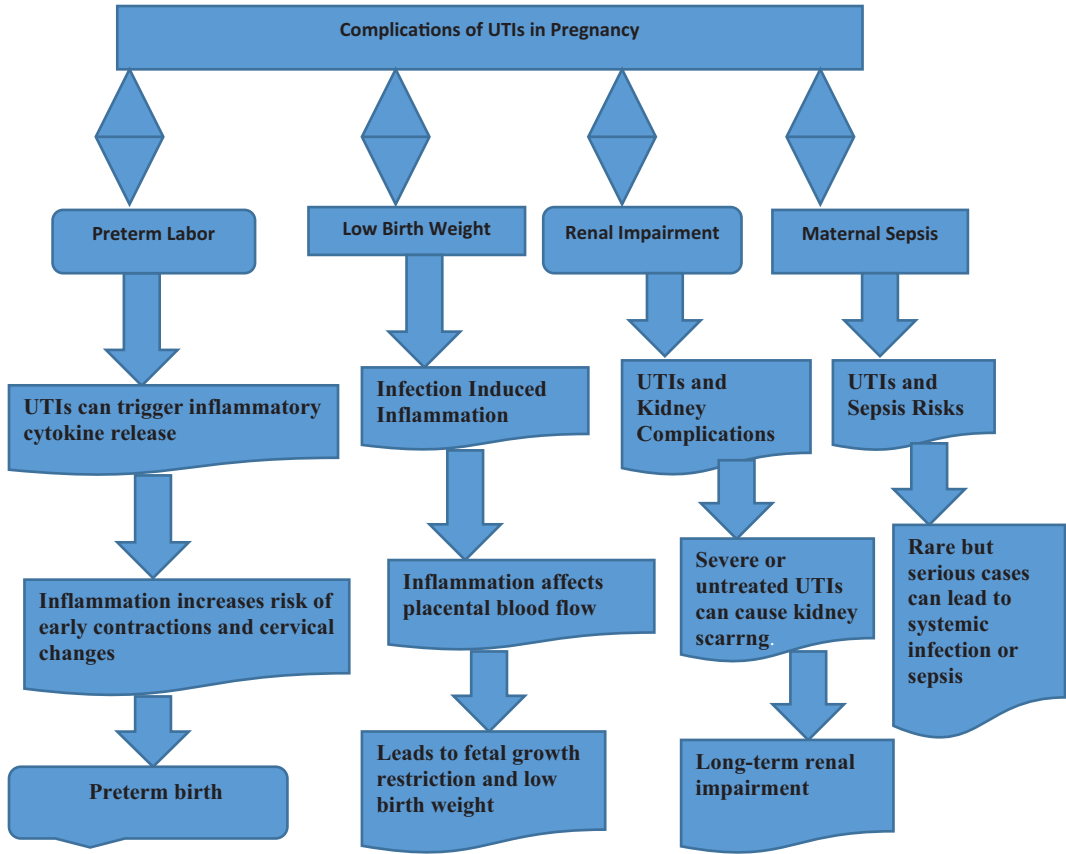 Complications of UTIs in Pregnancy
Preterm Labor
Low Birth Weight
Renal Impairment
Maternal Sepsis
UTIs can trigger inflammatory
cytokine release
Infection Induced
Inflammation
UTIs and
Kidney
Complications
UTIs and
Sepsis Risks
Inflammation increases risk of
early contractions and cervical
changes
Inflammation affects
placental blood flow
Severe or
untreated UTIs
can cause kidney
scarrng.
Rare but
serious cases
can lead to
systemic
infection or
sepsis
Preterm birth
Leads to fetal growth
restriction and low
birth weight
Long-term renal
impairment